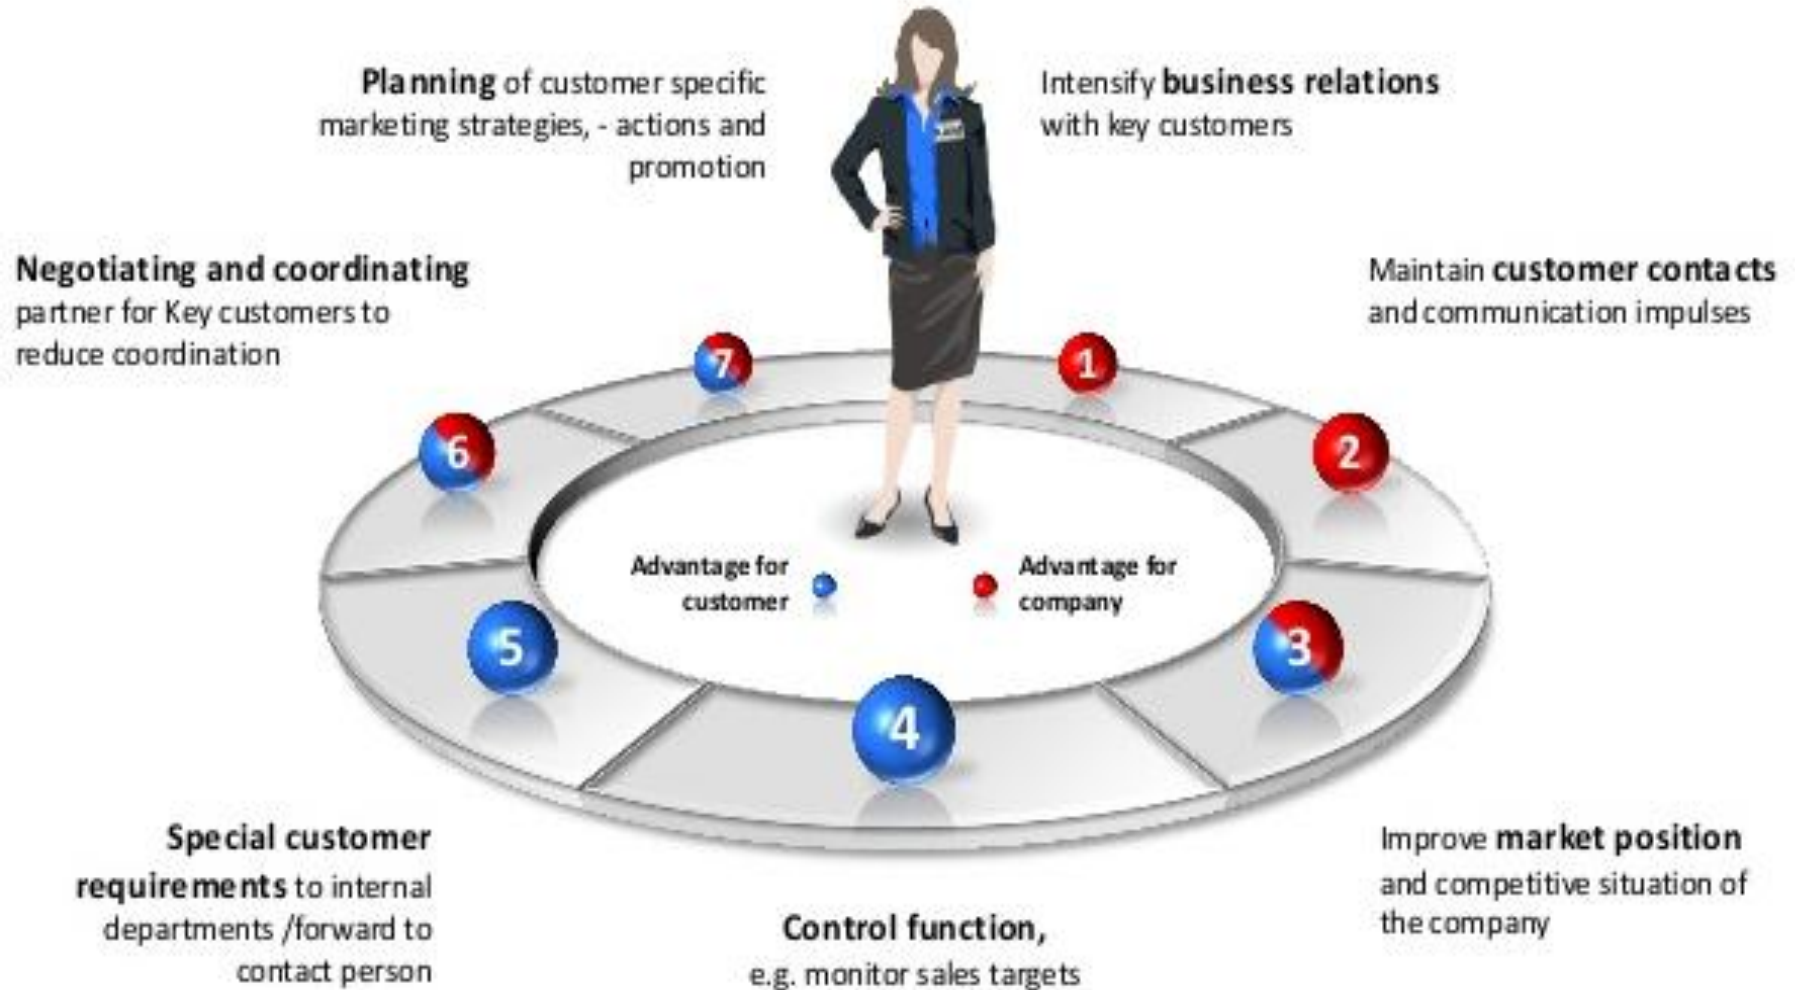 Planning of customer specific
marketing strategies, - actions and
promotion
Intensify business relations
with key customers
Negotiating and coordinating
partner for Key customers to
reduce coordination
Maintain customer contacts
and communication impulses
7
1
6
2
Advantage for
customer
Advantage for
company
5
3
4
Special customer
requirements to internal
departments /forward to
contact person
Control function,
e.g. monitor sales targets
Improve market position
and competitive situation of
the company